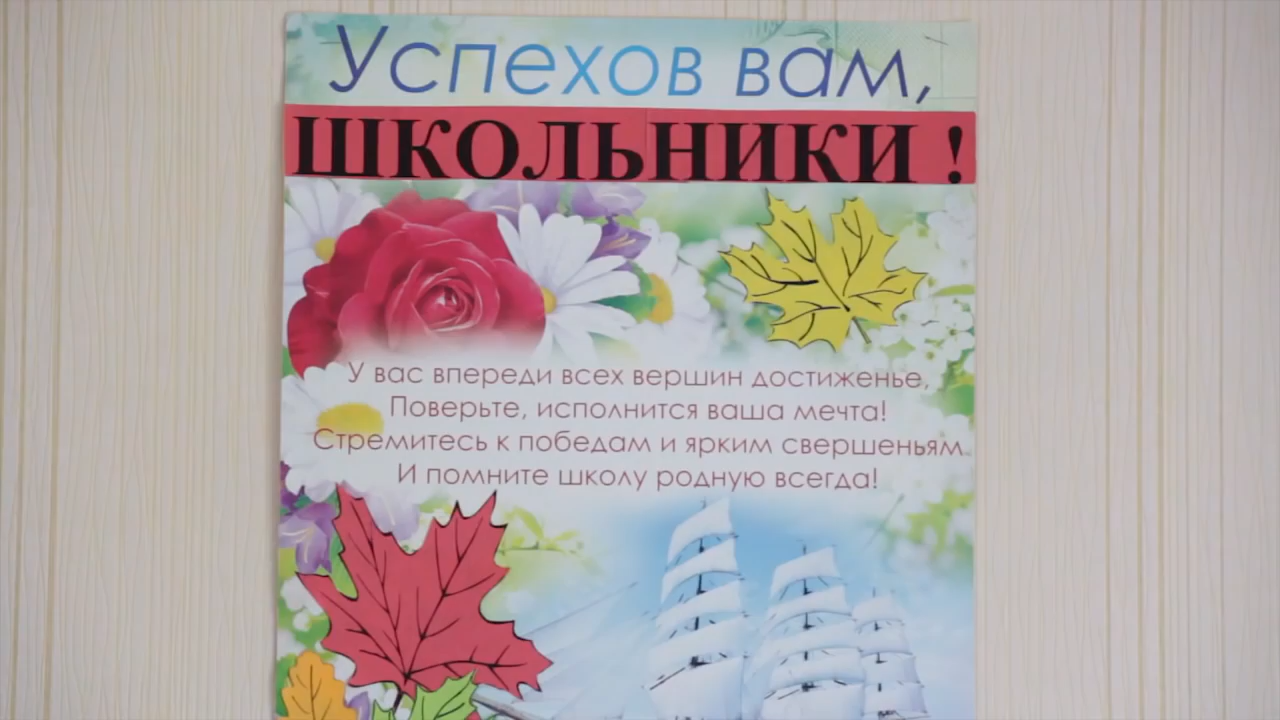 Успехов вам,
ШКОЛЬНИКИ !
У вас впереди всех вершин достиженье,
Поверьте, исполнится ваша мечта!
Стремитесь к победам и ярким свершеньям
И помните школу родную всегда!